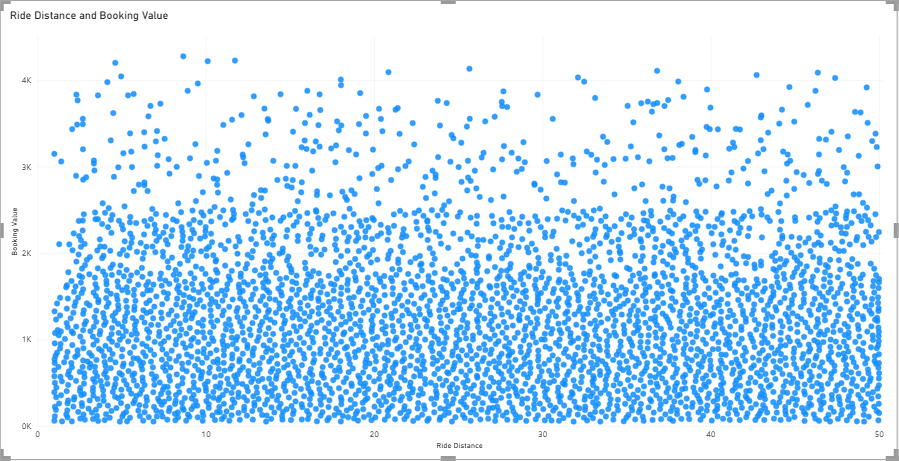 Ride Distance and Booking Value
4K
3K
2K
1K
0K
Booking Value
0
10
20
30
40
50
Ride Distance